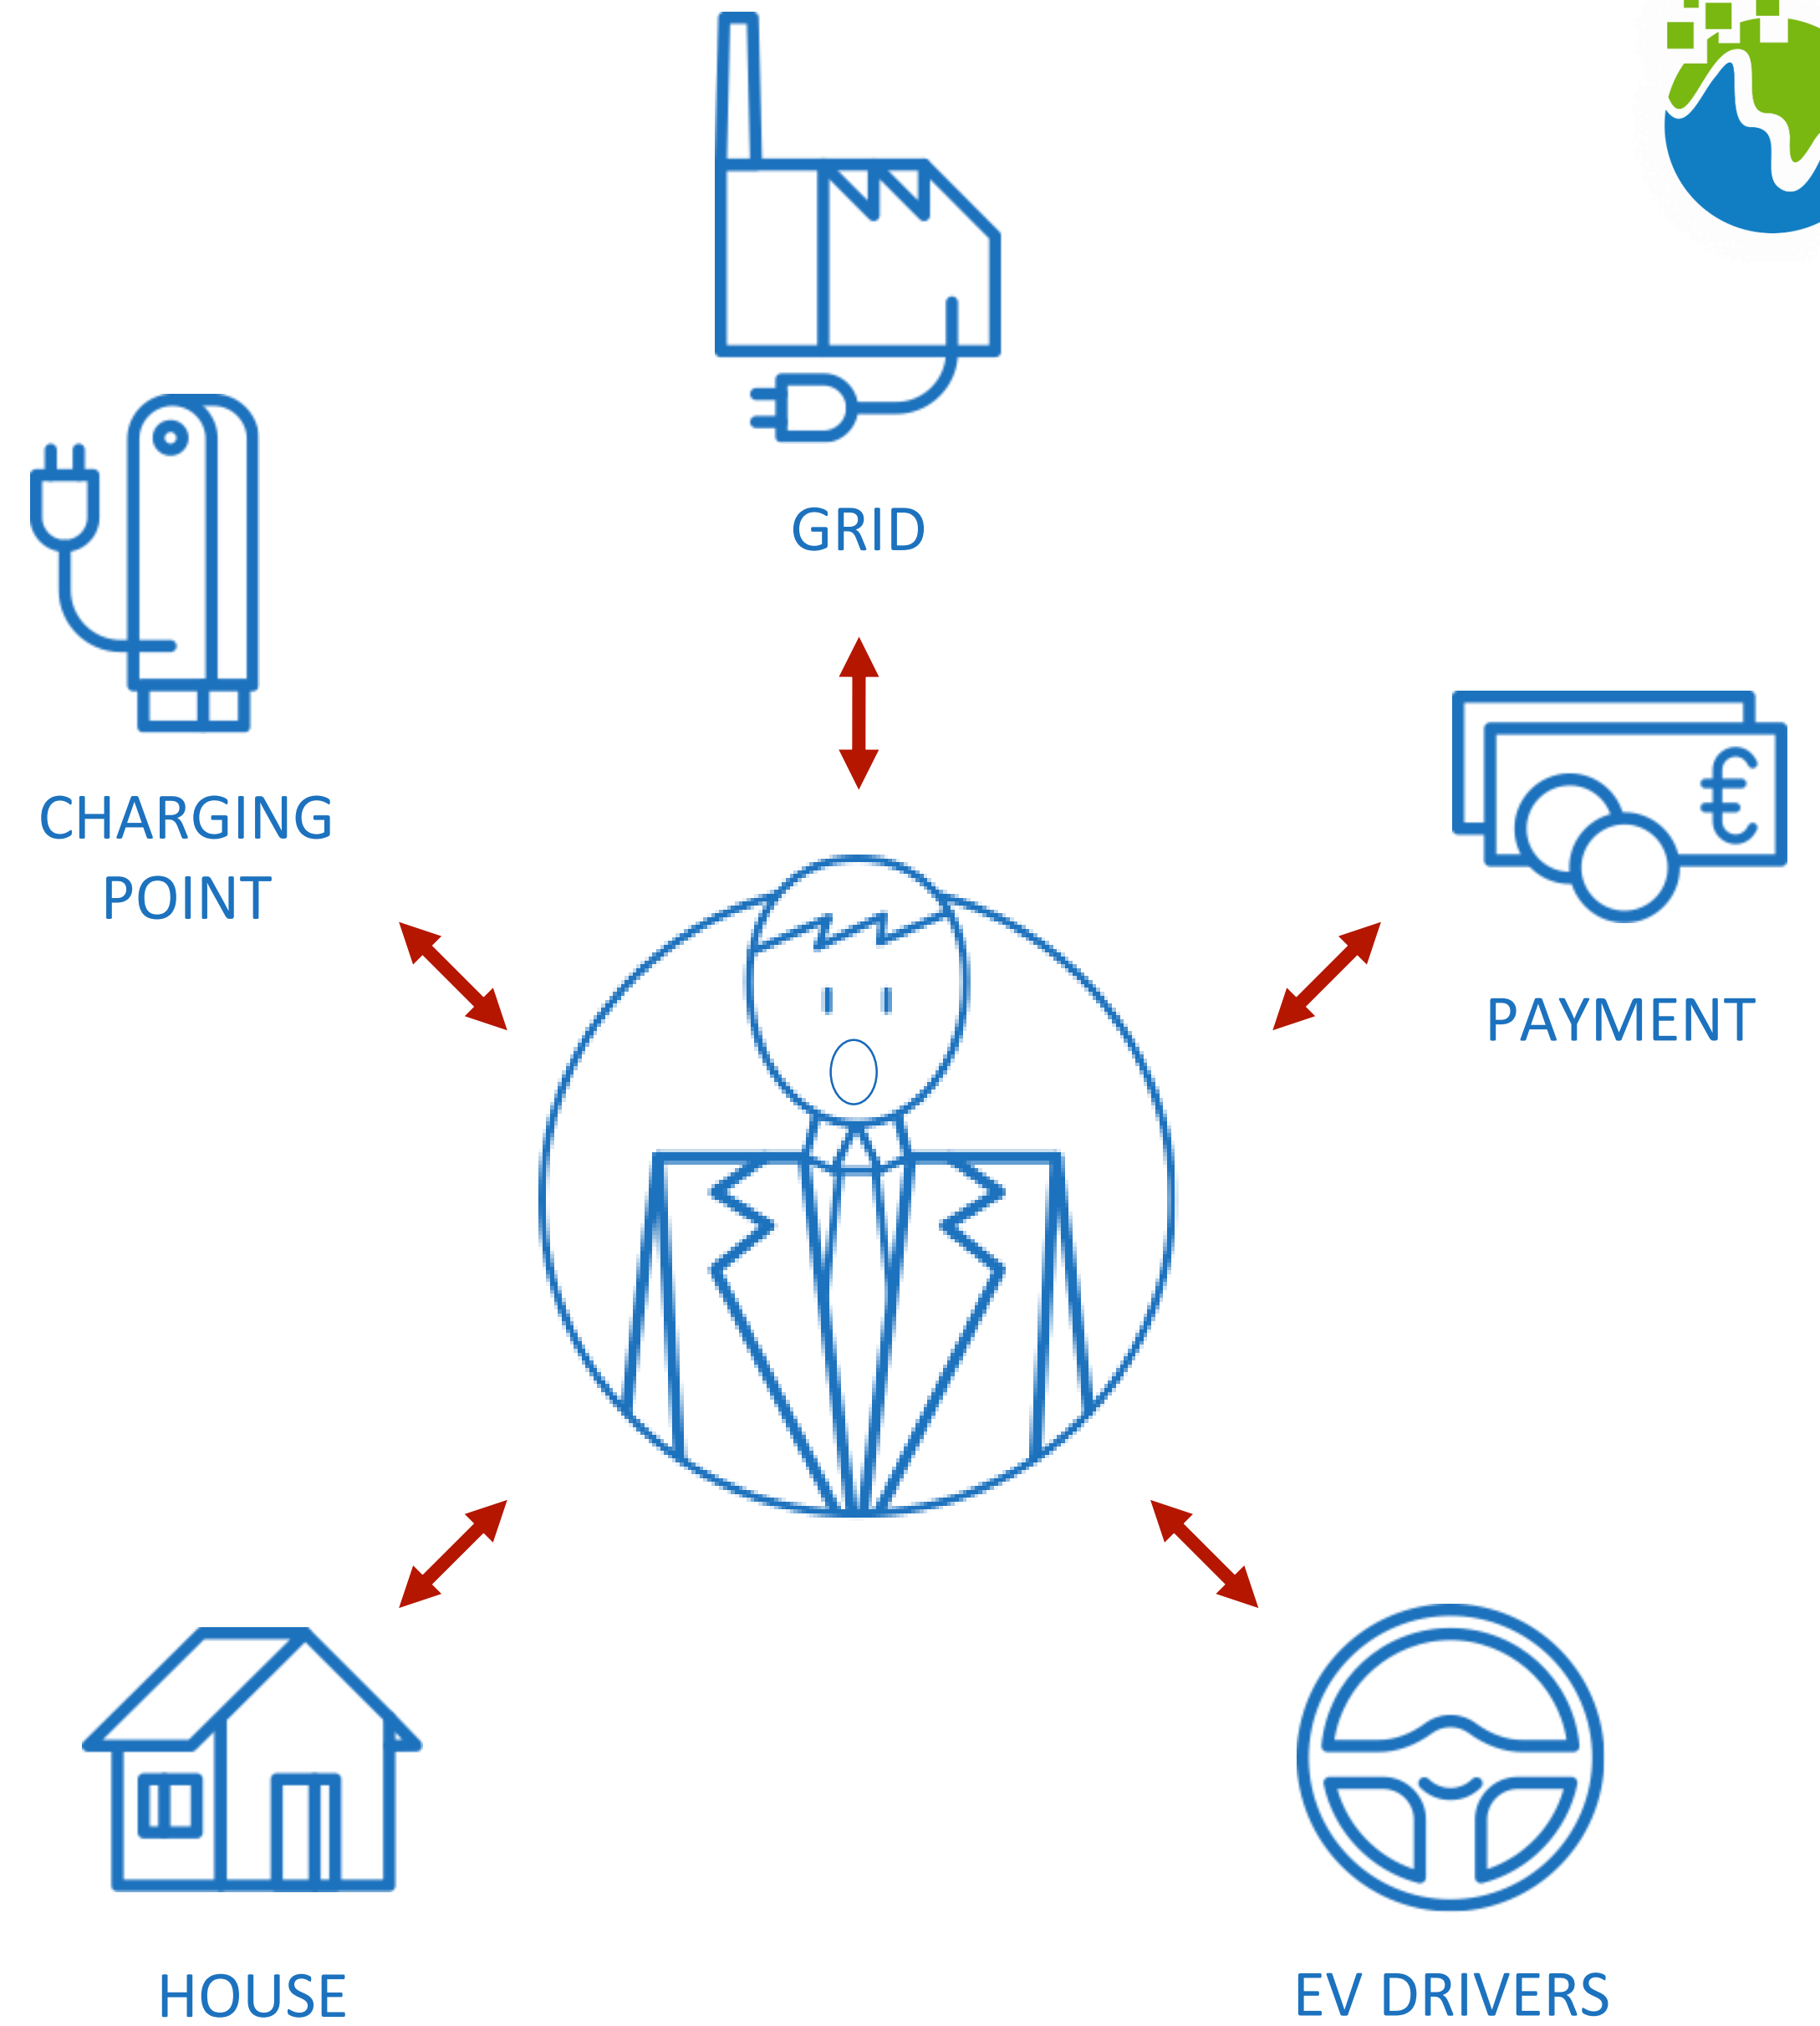 GRID
CHARGING
POINT
€
PAYMENT
HOUSE
EV DRIVERS